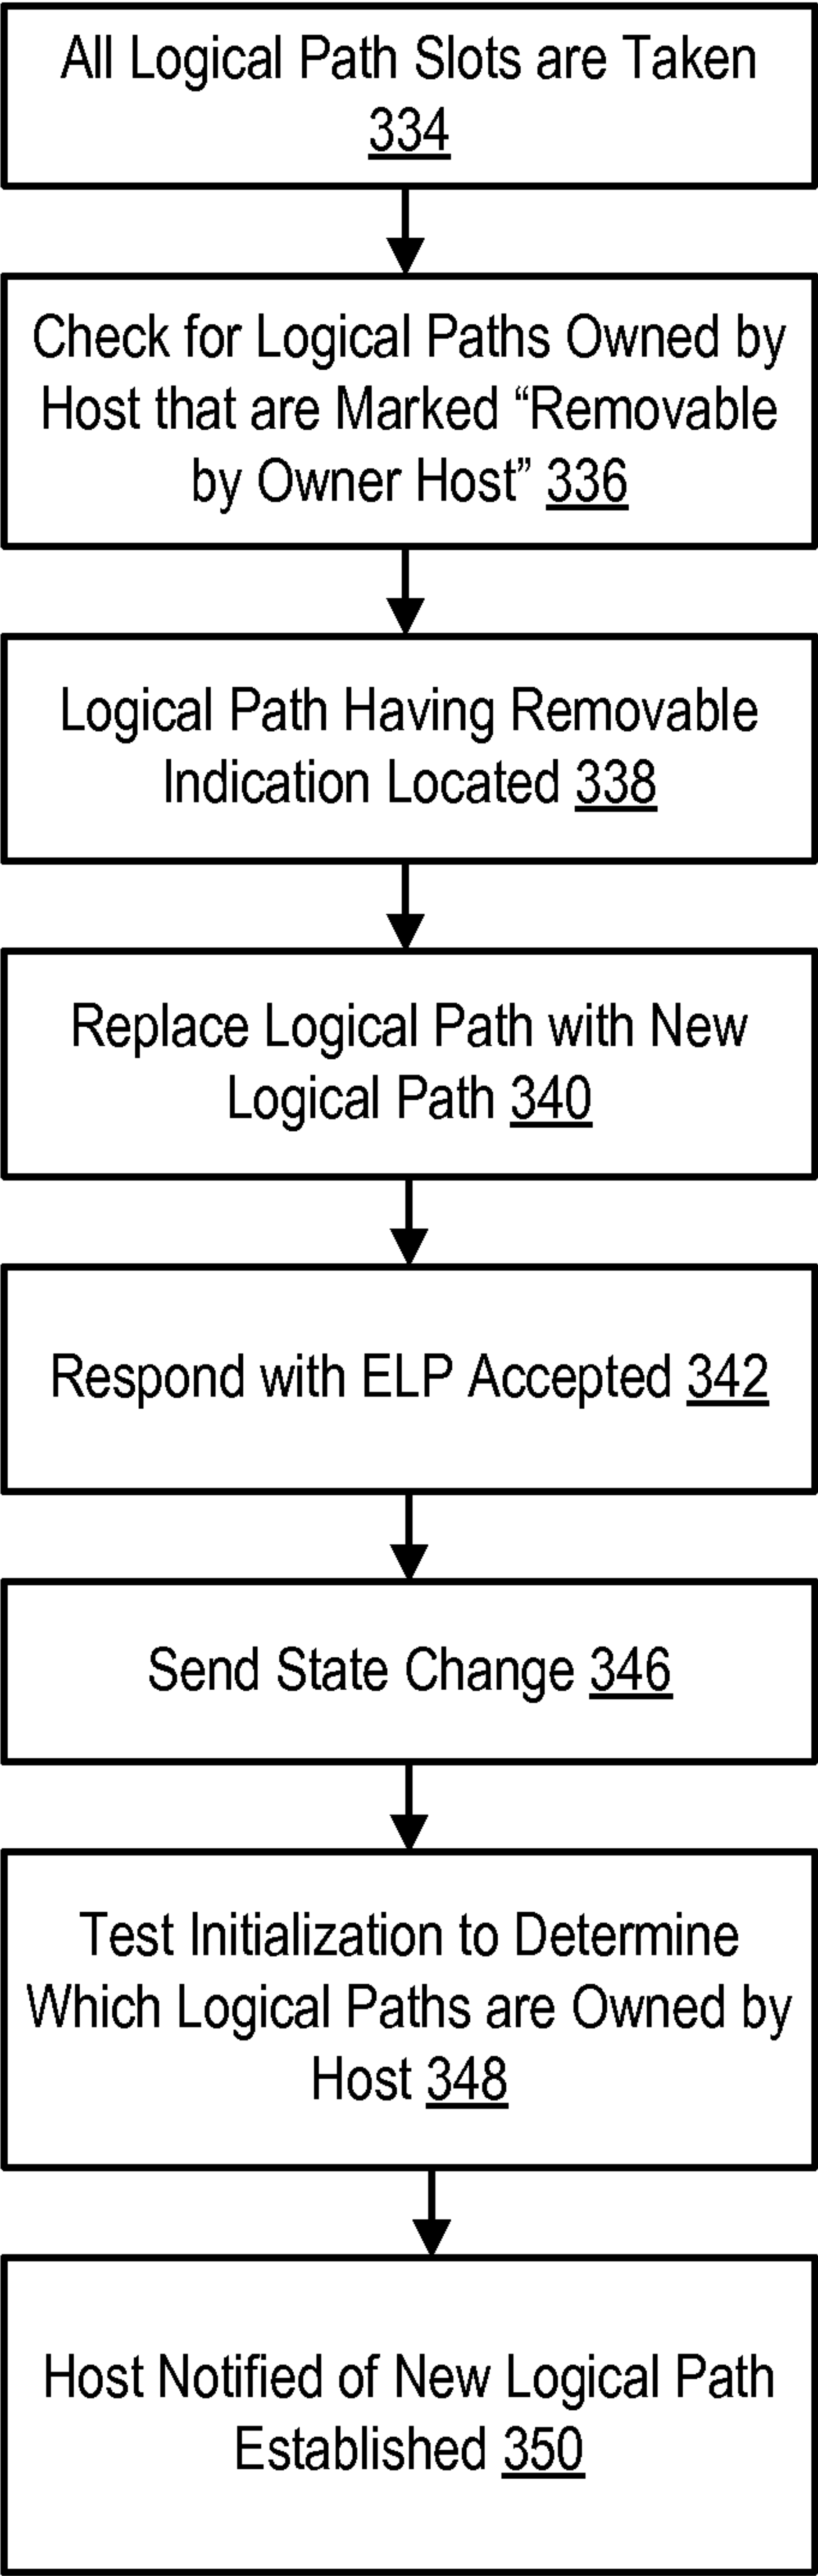 All Logical Path Slots are Taken
334
Check for Logical Paths Owned by
Host that are Marked “Removable
by Owner Host” 336
Logical Path Having Removable
Indication Located 338
Replace Logical Path with New
Logical Path 340
Respond with ELP Accepted 342
Send State Change 346
Test Initialization to Determine
Which Logical Paths are Owned by
Host 348
Host Notified of New Logical Path
Established 350